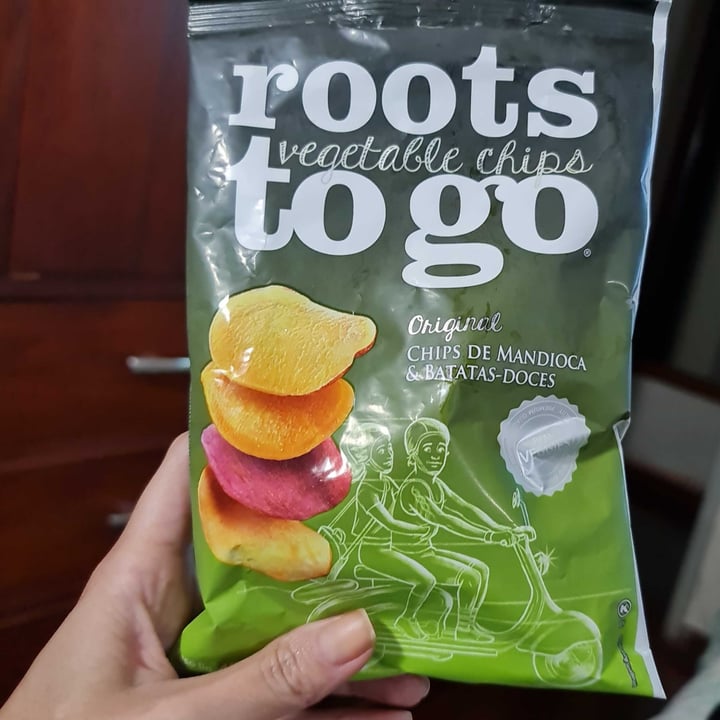 roots
vegetable chips
to go
®
Original
CHIPS DE MANDIOCA
& BATATAS-DOCES
K